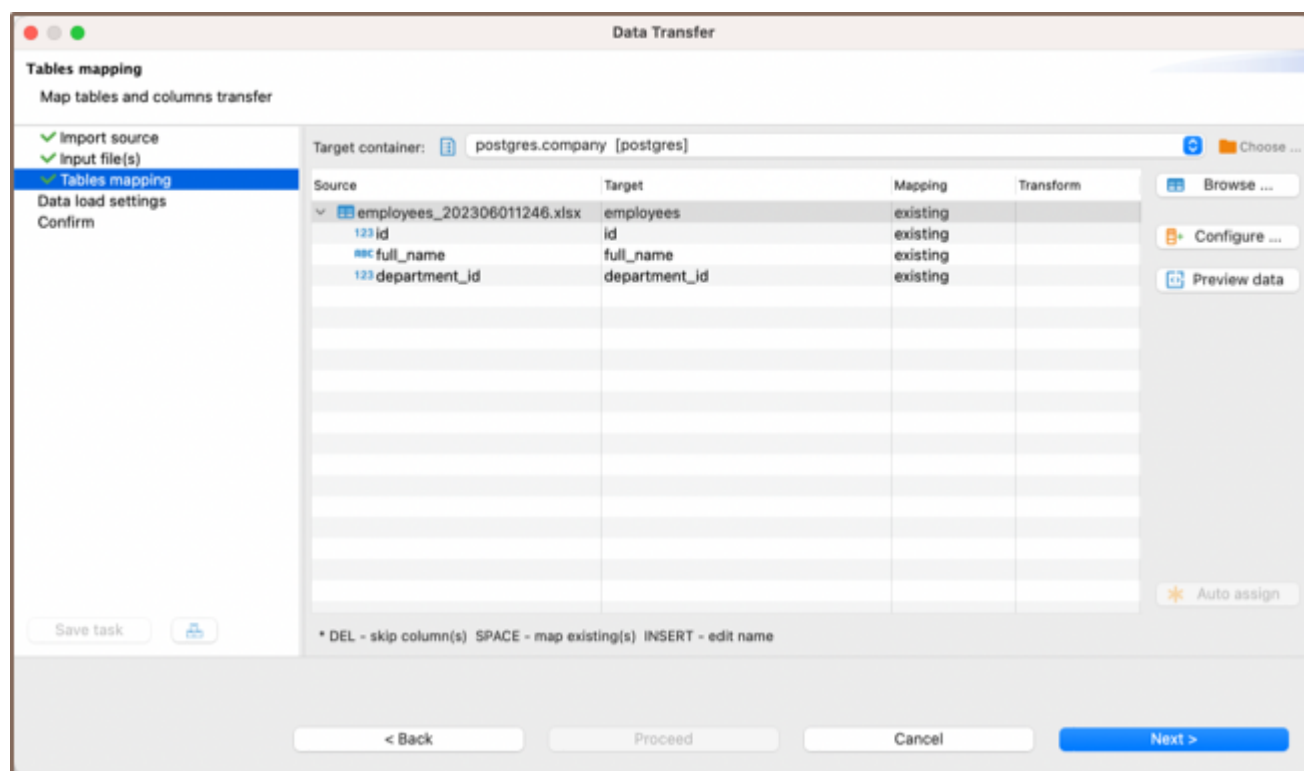 Data Transfer
Tables mapping
Map tables and columns transfer
Import source
Input file(s)
Tables mapping
Data load settings
Confirm
Target container: postgres.company [postgres] Choose ...
Source Target Mapping Transform
employees_202306011246.xlsx employees existing
123 id id existing
ABC full_name full_name existing
123 department_id department_id existing
Browse ...
Configure ...
Preview data
Auto assign
Save task
* DEL - skip column(s) SPACE - map existing(s) INSERT - edit name
< Back Proceed Cancel Next >